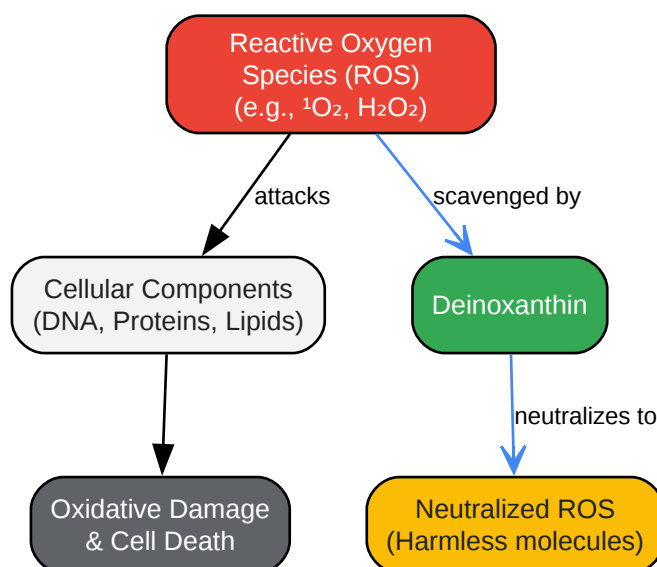 Reactive Oxygen
Species (ROS)
(e.g., ¹O₂, H₂O₂)
attacks
scavenged by
Cellular Components
(DNA, Proteins, Lipids)
Deinoxanthin
neutralizes to
Oxidative Damage
& Cell Death
Neutralized ROS
(Harmless molecules)